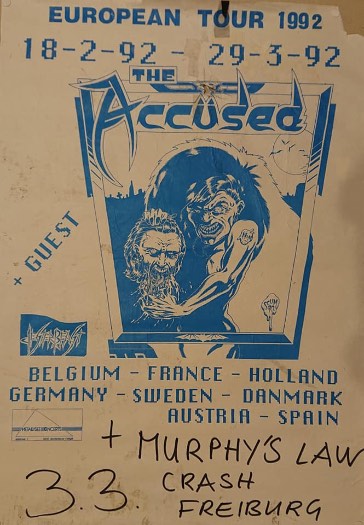 EUROPEAN TOUR 1992
18-2-92 - 29-3-92
THE
Accüsed
+ GUEST
BELGIUM - FRANCE - HOLLAND
GERMANY - SWEDEN - DANMARK
AUSTRIA - SPAIN
+ MURPHY'S LAW
3.3. CRASH
FREIBURG